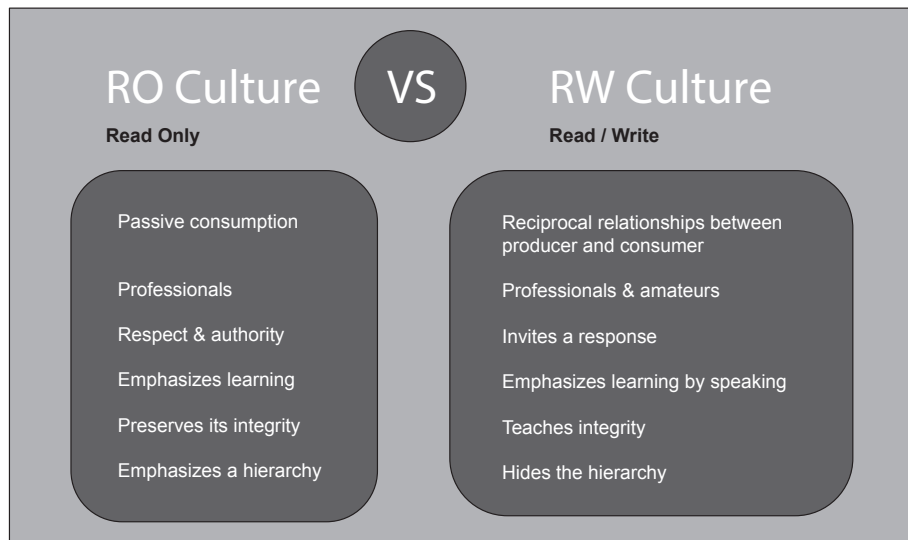 RO Culture
VS
RW Culture
Read Only
Read / Write
Passive consumption
Professionals
Respect & authority
Emphasizes learning
Preserves its integrity
Emphasizes a hierarchy
Reciprocal relationships between
producer and consumer
Professionals & amateurs
Invites a response
Emphasizes learning by speaking
Teaches integrity
Hides the hierarchy